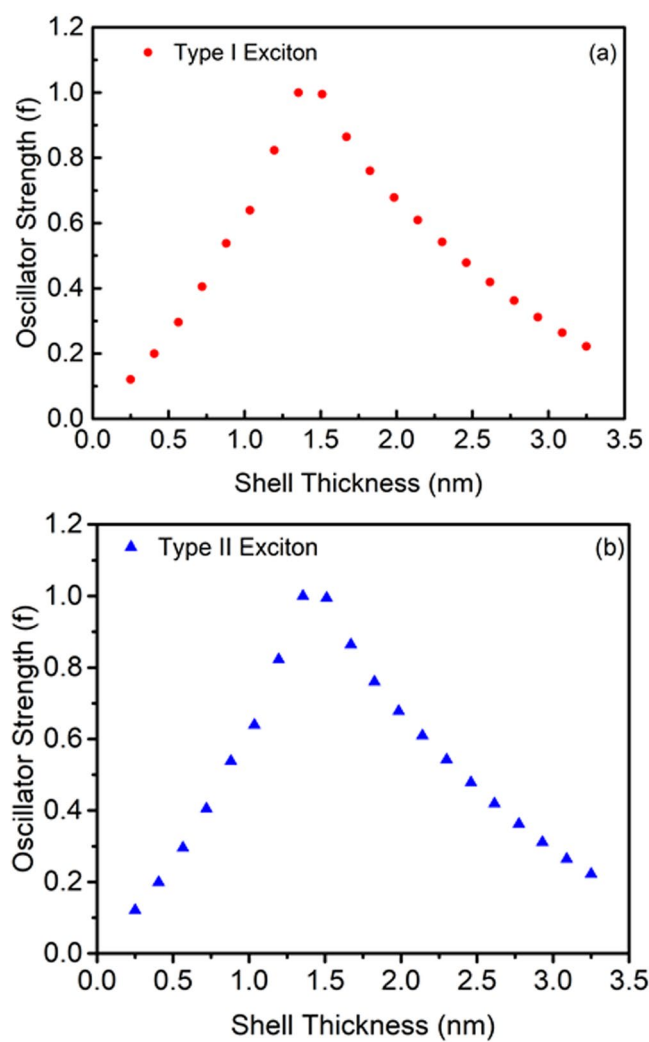 Type I Exciton
(a)
Oscillator Strength (f)
1.2
1.0
0.8
0.6
0.4
0.2
0.0
0.0 0.5 1.0 1.5 2.0 2.5 3.0 3.5
Shell Thickness (nm)
Type II Exciton
(b)
Oscillator Strength (f)
1.2
1.0
0.8
0.6
0.4
0.2
0.0
0.0 0.5 1.0 1.5 2.0 2.5 3.0 3.5
Shell Thickness (nm)